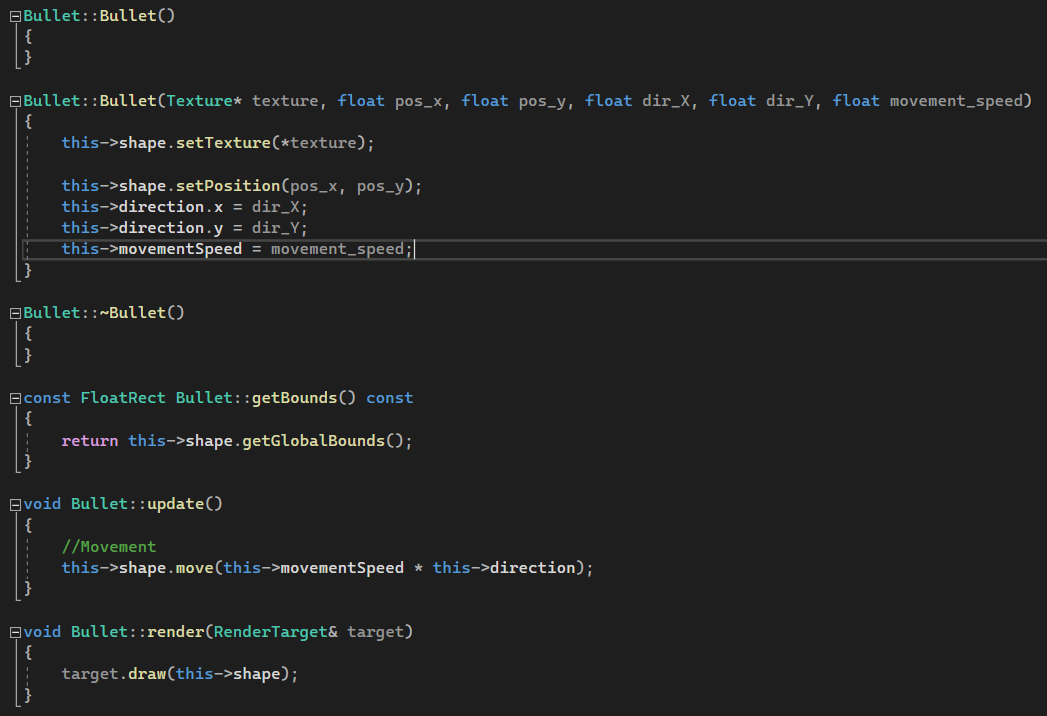 Bullet::Bullet()
{
}
Bullet::Bullet(Texture* texture, float pos_x, float pos_y, float dir_X, float dir_Y, float movement_speed)
{
    this->shape.setTexture(*texture);
    this->shape.setPosition(pos_x, pos_y);
    this->direction.x = dir_X;
    this->direction.y = dir_Y;
    this->movementSpeed = movement_speed;
}
Bullet::~Bullet()
{
}
const FloatRect Bullet::getBounds() const
{
    return this->shape.getGlobalBounds();
}
void Bullet::update()
{
    //Movement
    this->shape.move(this->movementSpeed * this->direction);
}
void Bullet::render(RenderTarget& target)
{
    target.draw(this->shape);
}